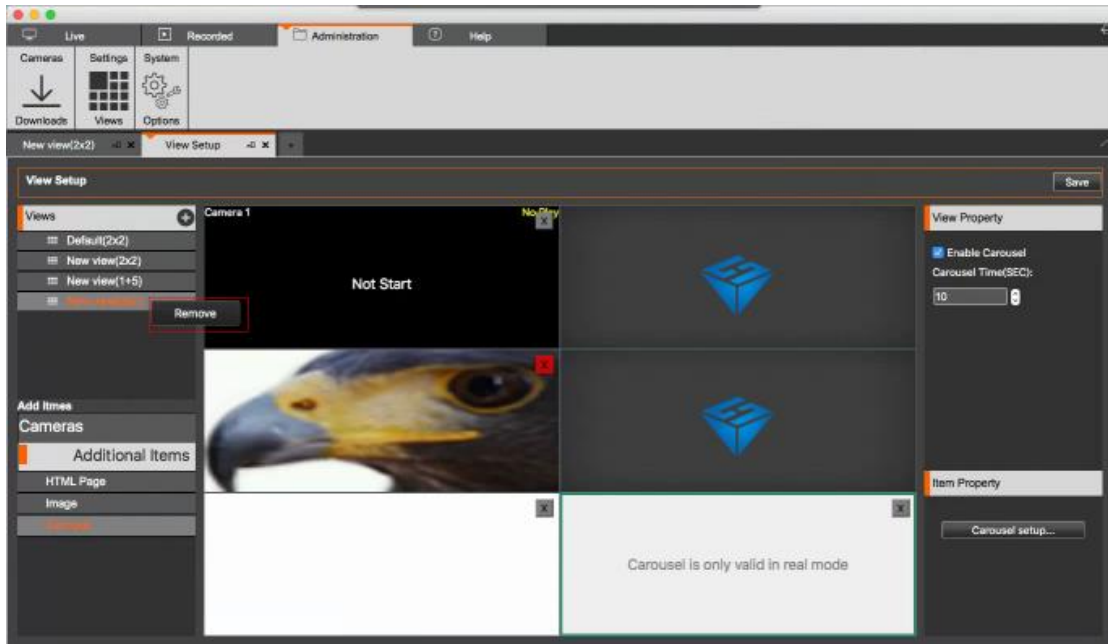 Live
Recorded
Administration
Help
Cameras
Settings
System
Downloads
Views
Options
New view(2x2)
View Setup
View Setup
Save
Views
Default(2x2)
New view(2x2)
New view(1+5)
Remove
Camera 1
No Play
X
Not Start
X
X
X
Carousel is only valid in real mode
Add Itmes
Cameras
Additional Items
HTML Page
Image
Carousel
View Property
Enable Carousel
Carousel Time(SEC):
10
Item Property
Carousel setup...